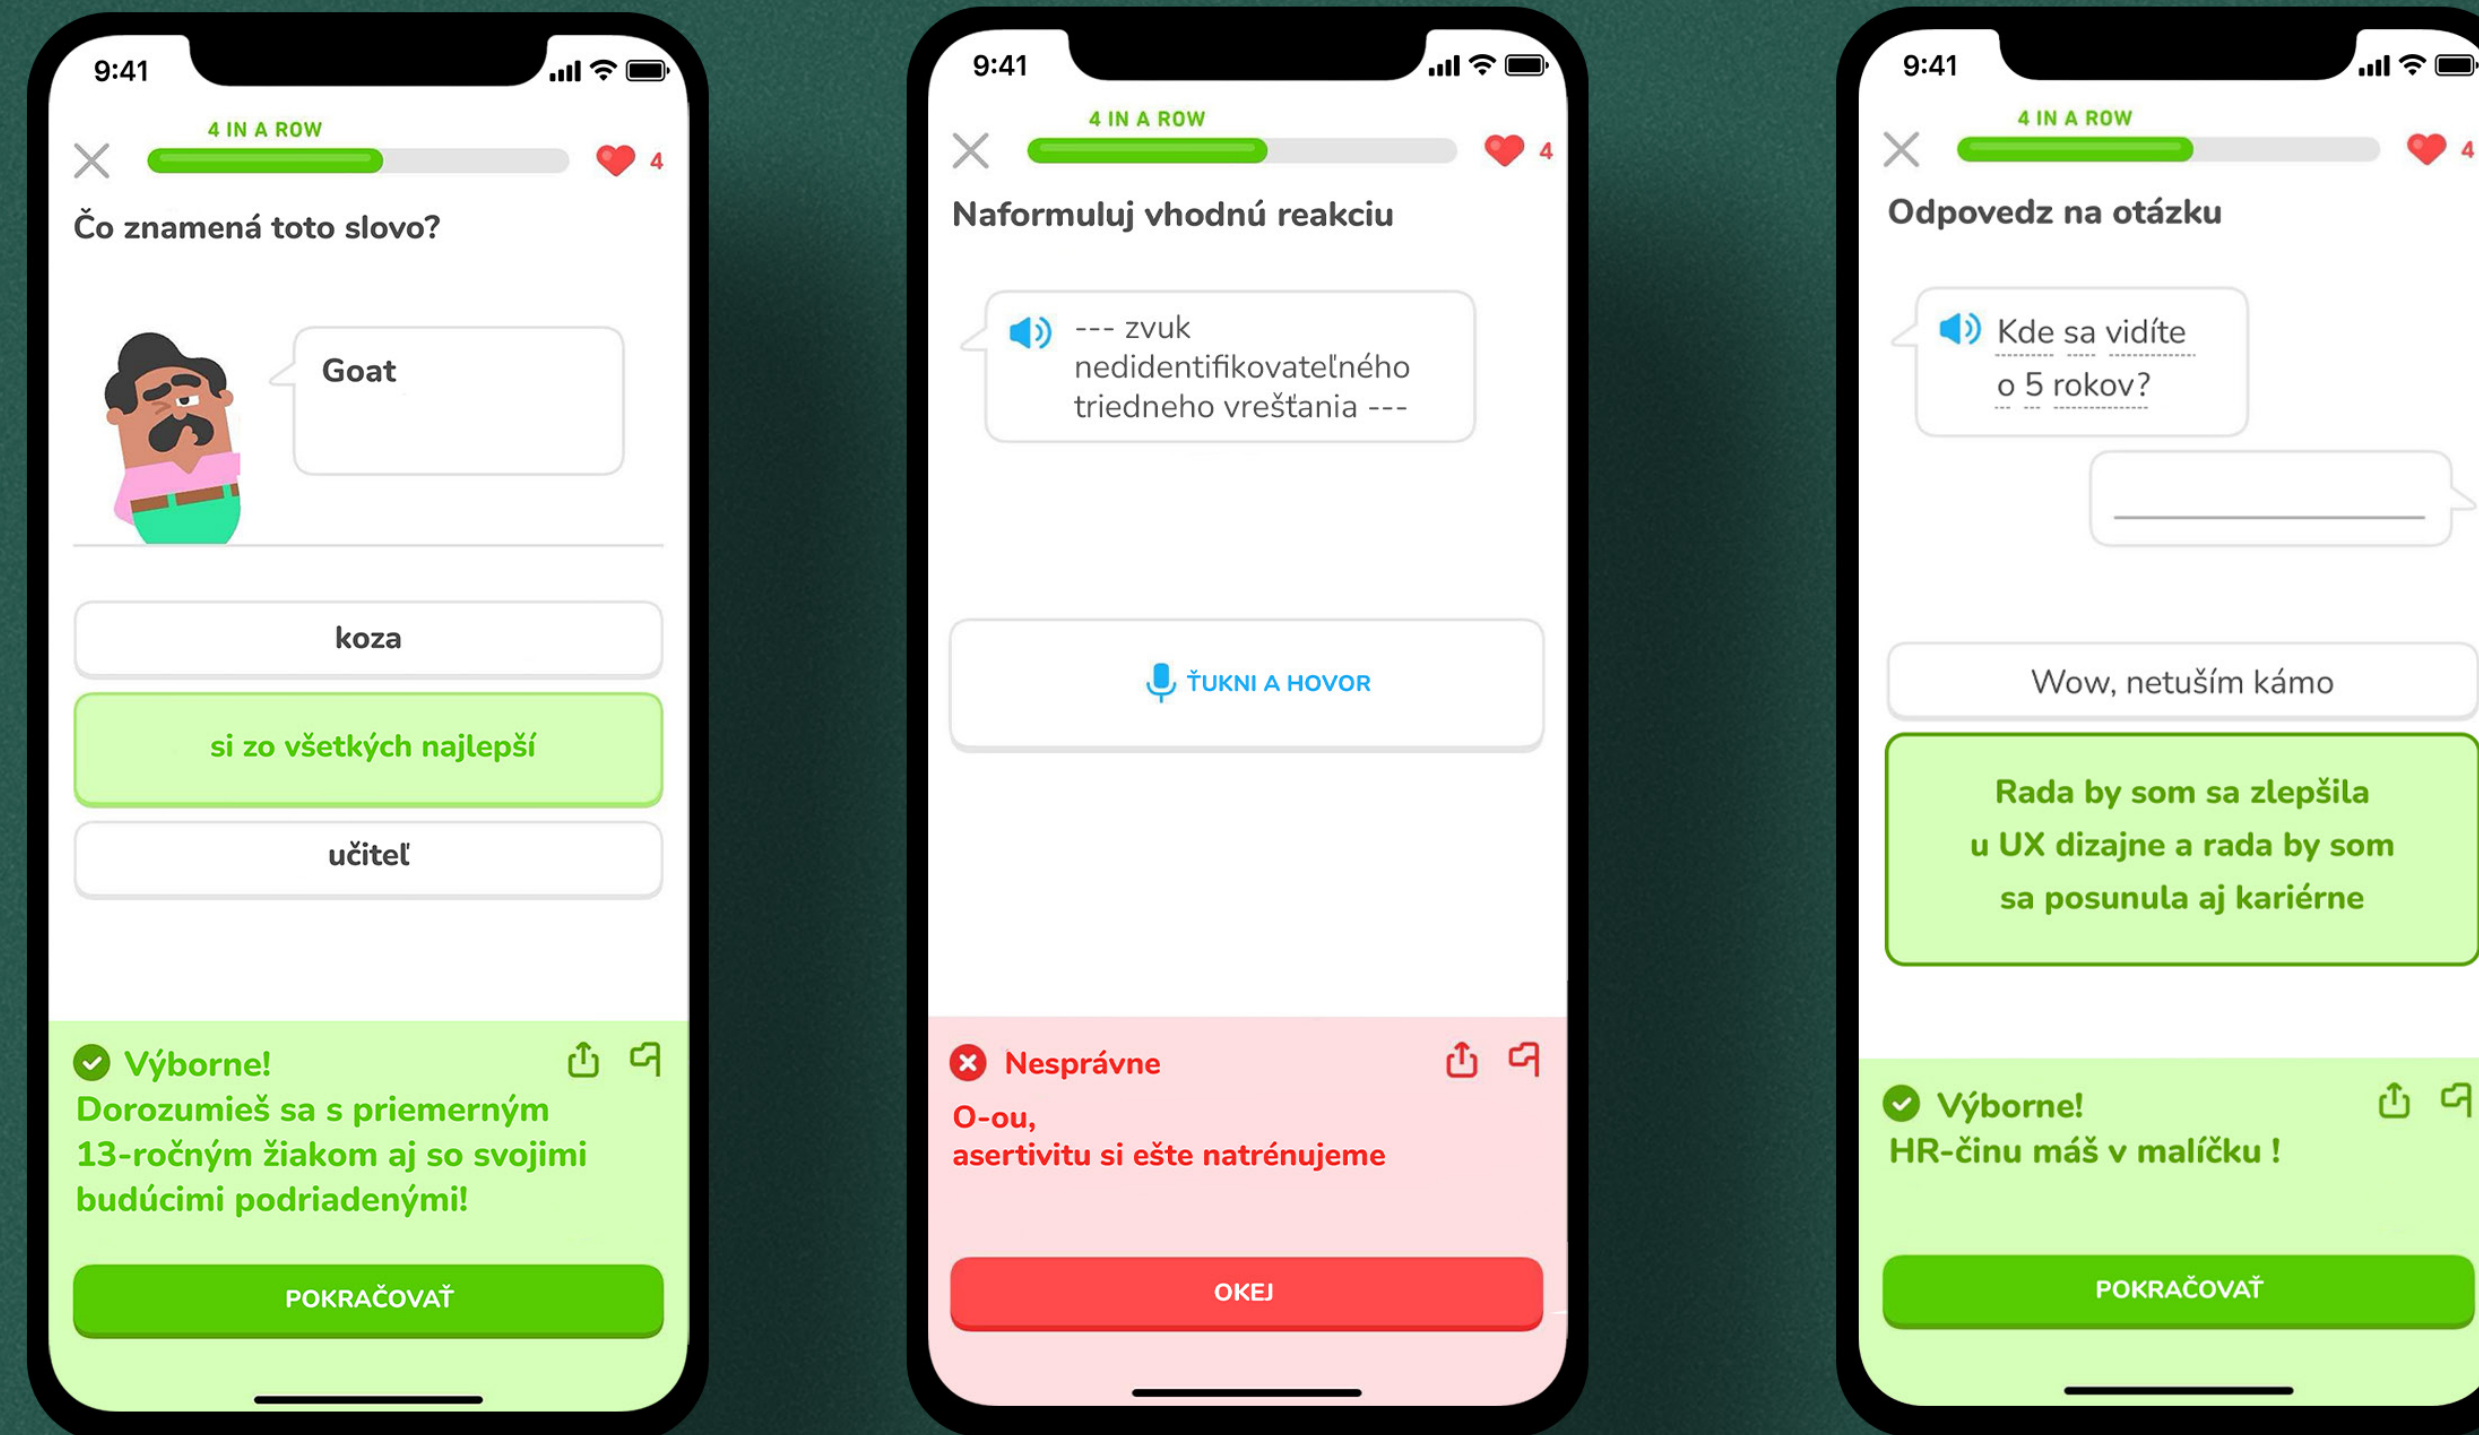 9:41
4 IN A ROW
4
Čo znamená toto slovo?
Goat
koza
si zo všetkých najlepší
učiteľ
Výborne!
Dorozumieš sa s priemerným
13-ročným žiakom aj so svojimi
budúcimi podriadenými!
POKRAČOVAŤ
9:41
4 IN A ROW
4
Naformuluj vhodnú reakciu
--- zvuk
nedidentifikovateľného
triedneho vrešťania ---
ŤUKNI A HOVOR
Nesprávne
O-ou,
asertivitu si ešte natrénujeme
OKEJ
9:41
4 IN A ROW
4
Odpovedz na otázku
Kde sa vidíte
o 5 rokov?
Wow, netuším kámo
Rada by som sa zlepšila
u UX dizajne a rada by som
sa posunula aj kariérne
Výborne!
HR-činu máš v malíčku !
POKRAČOVAŤ